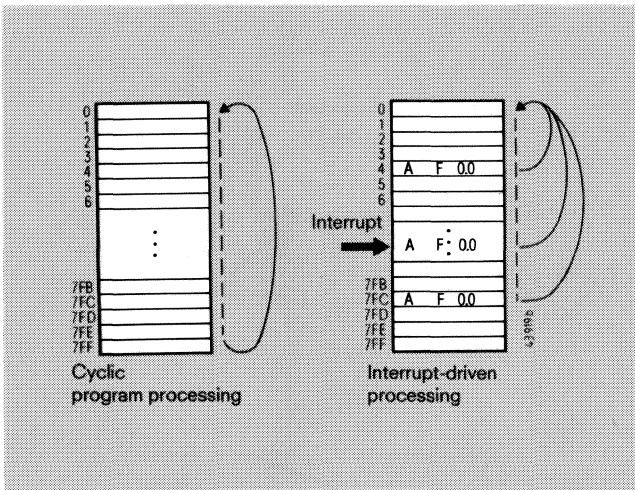 0
1
2
3
4
5
6
7FB
7FC
7FD
7FE
7FF
Cyclic
program processing
Interrupt
0
1
2
3
4 A F 0.0
5
6
A F 0.0
7FB
7FC A F 0.0
7FD
7FE
7FF
43919b
Interrupt-driven
processing